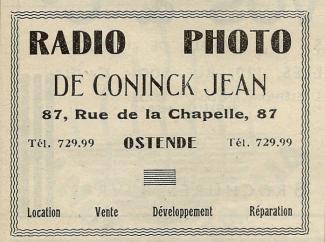 RADIO PHOTO
DE CONINCK JEAN
87, Rue de la Chapelle, 87
Tél. 729.99 OSTENDE Tél. 729.99
Location Vente Développement Réparation